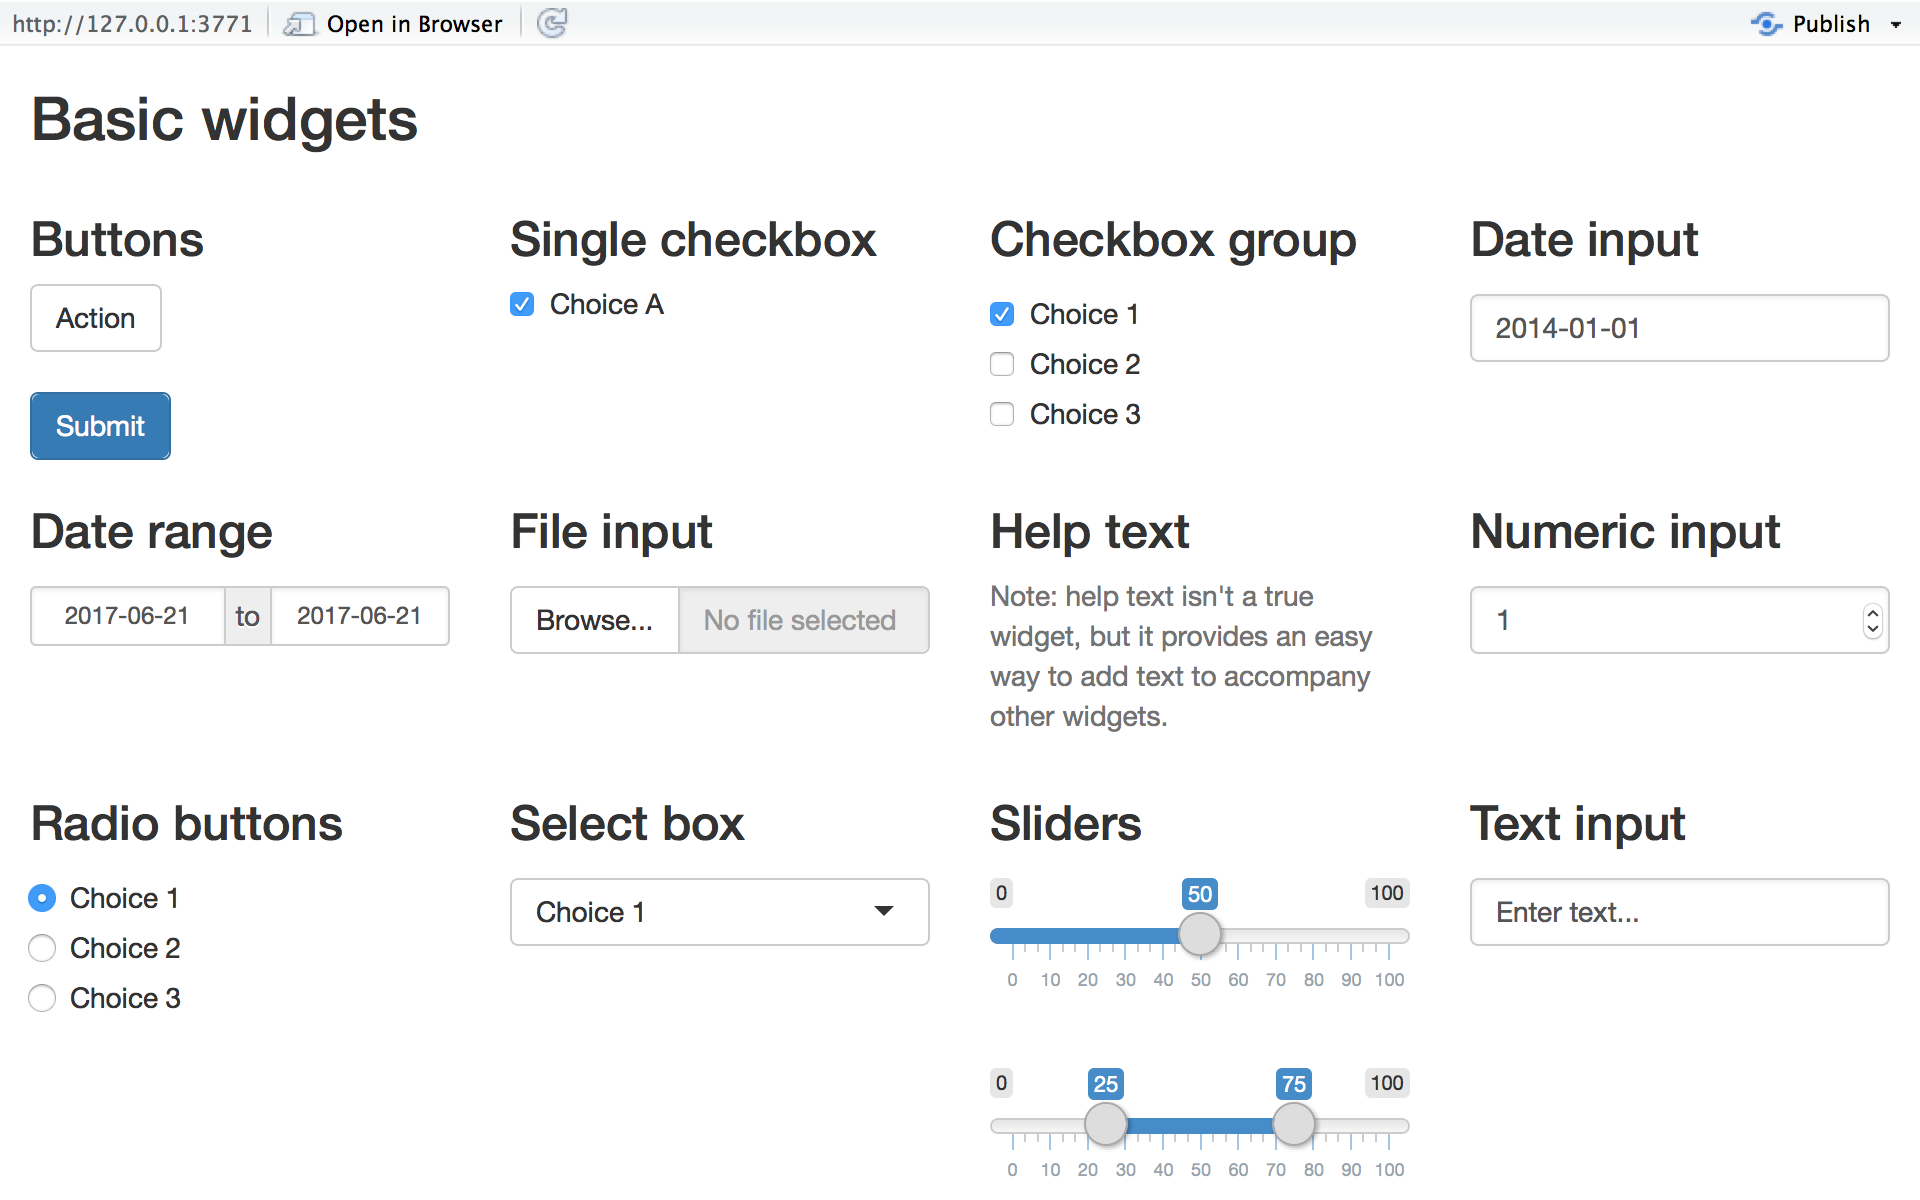 http://127.0.0.1:3771 Open in Browser Publish
Basic widgets
Buttons
Action
Submit
Single checkbox
Choice A
Checkbox group
Choice 1
Choice 2
Choice 3
Date input
2014-01-01
Date range
2017-06-21 to 2017-06-21
File input
Browse... No file selected
Help text
Note: help text isn't a true
widget, but it provides an easy
way to add text to accompany
other widgets.
Numeric input
1
Radio buttons
Choice 1
Choice 2
Choice 3
Select box
Choice 1
Sliders
0 50 100
0 10 20 30 40 50 60 70 80 90 100
0 25 75 100
0 10 20 30 40 50 60 70 80 90 100
Text input
Enter text...